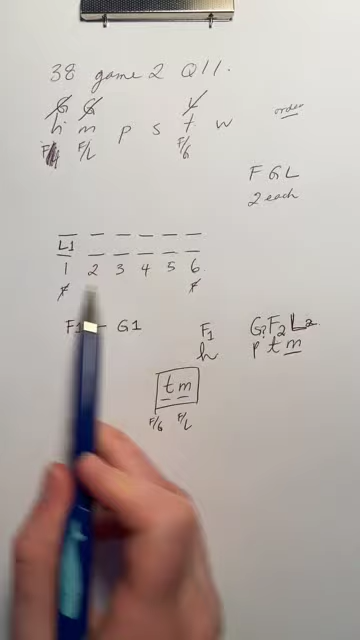 38 game 2 Q11.
G G L
h m p s t w order
F/H F/L F/G
F G L
2 each
L1
1 2 3 4 5 6
F F
F1 – G1 F1 G? F2 L2
h p t m
t m
F/G F/L